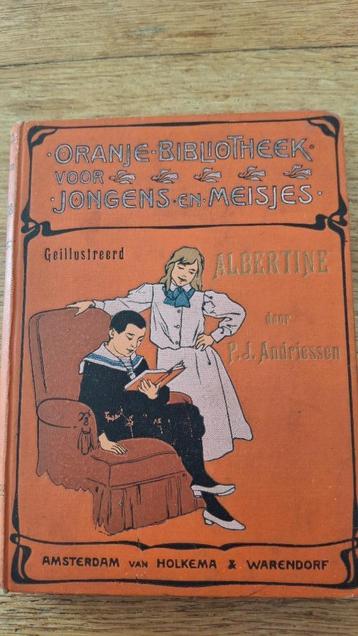 ·ORANJE·BIBLIOTHEEK·
VOOR
·JONGENS·EN·MEISJES·
Geïllustreerd
ALBERTINE
door
P.J. Andriessen
AMSTERDAM VAN HOLKEMA & WARENDORF